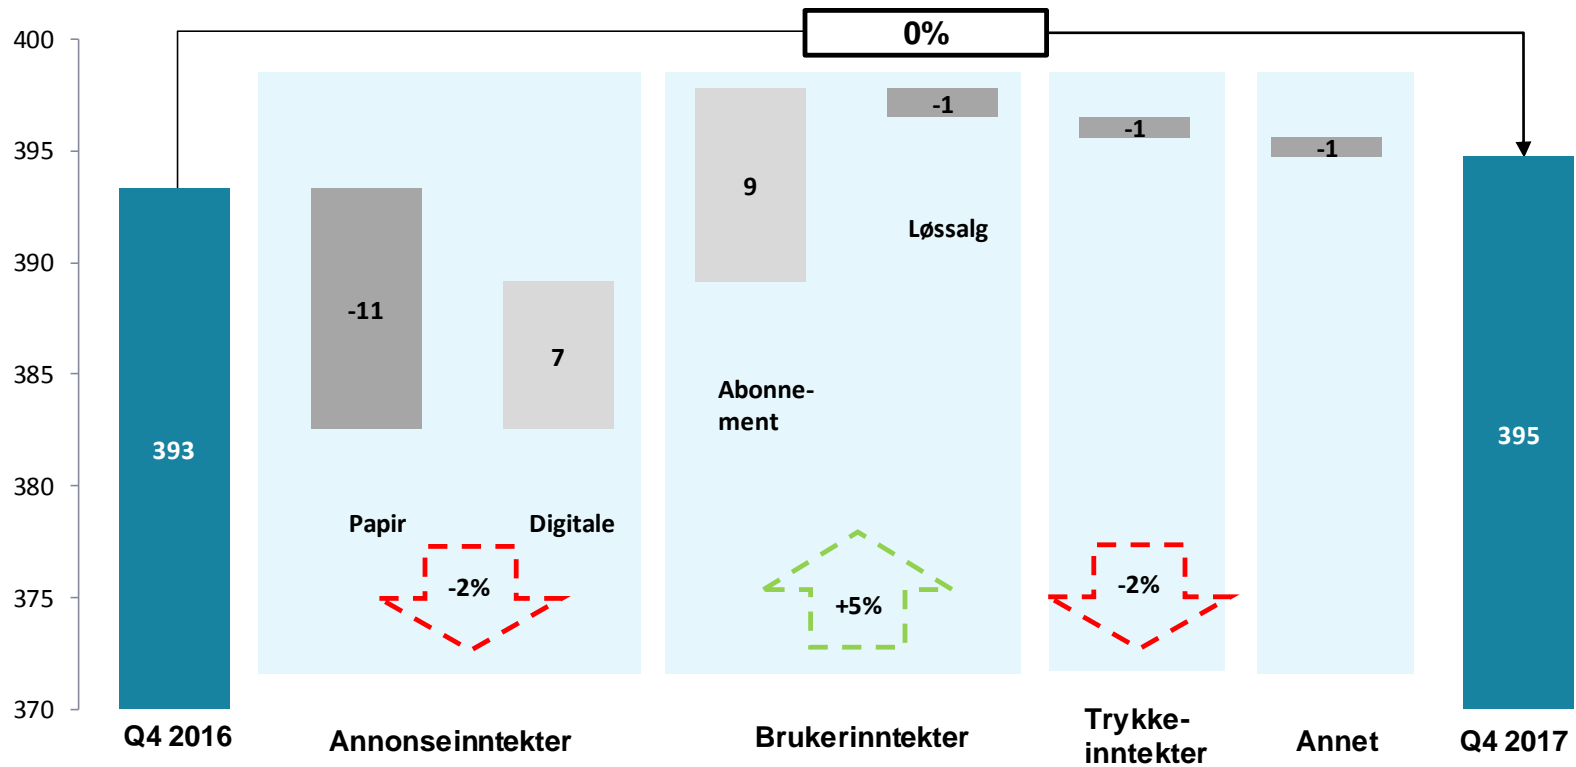 0%
400
395
390
385
380
375
370
393
-11
7
9
-1
-1
-1
395
Løssalg
Abonne-
ment
Papir
Digitale
-2%
+5%
-2%
Q4 2016
Annonseinntekter
Brukerinntekter
Trykke-
inntekter
Annet
Q4 2017